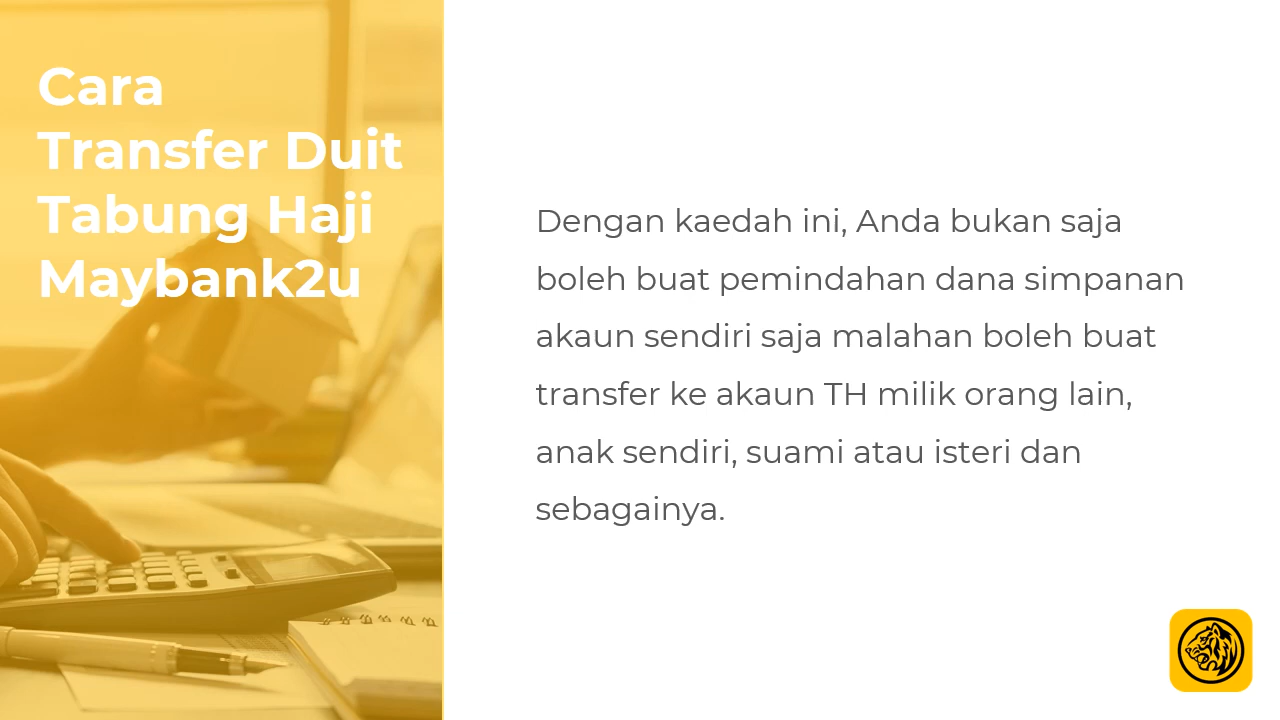 Cara
Transfer Duit
Tabung Haji
Maybank2u
Dengan kaedah ini, Anda bukan saja
boleh buat pemindahan dana simpanan
akaun sendiri saja malahan boleh buat
transfer ke akaun TH milik orang lain,
anak sendiri, suami atau isteri dan
sebagainya.